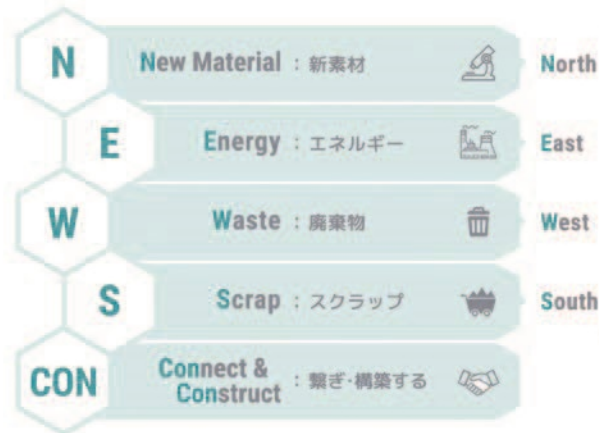 N New Material : 新素材 North
E Energy : エネルギー East
W Waste : 廃棄物 West
S Scrap : スクラップ South
CON Connect &
Construct : 繋ぎ・構築する